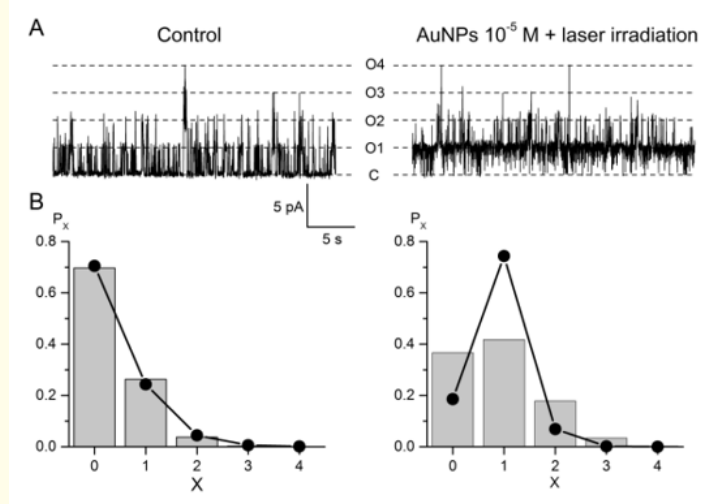 A
Control
AuNPs 10⁻⁵ M + laser irradiation
O4
O3
O2
O1
C
5 pA
5 s
B
Pₓ
0.8
0.6
0.4
0.2
0.0
0 1 2 3 4
X
Pₓ
0.8
0.6
0.4
0.2
0.0
0 1 2 3 4
X